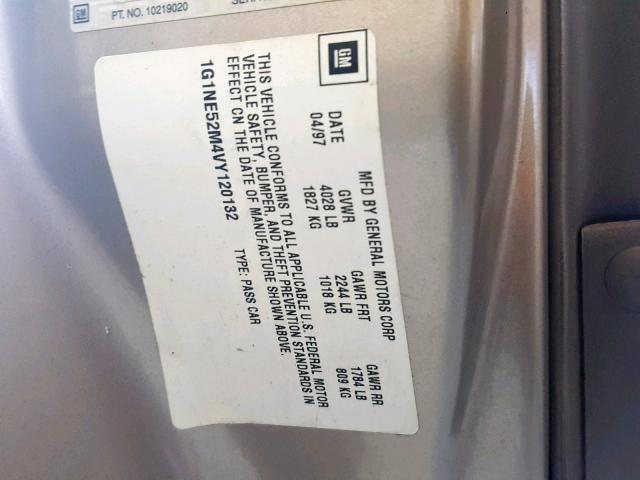 GM
PT. NO. 10219020
GM
MFD BY GENERAL MOTORS CORP
DATE GVWR GAWR FRT GAWR RR
04/97 4028 LB 2244 LB 1784 LB
1827 KG 1018 KG 809 KG
THIS VEHICLE CONFORMS TO ALL APPLICABLE U.S. FEDERAL MOTOR
VEHICLE SAFETY, BUMPER, AND THEFT PREVENTION STANDARDS IN
EFFECT ON THE DATE OF MANUFACTURE SHOWN ABOVE.
1G1NE52M4VY120132 TYPE: PASS CAR